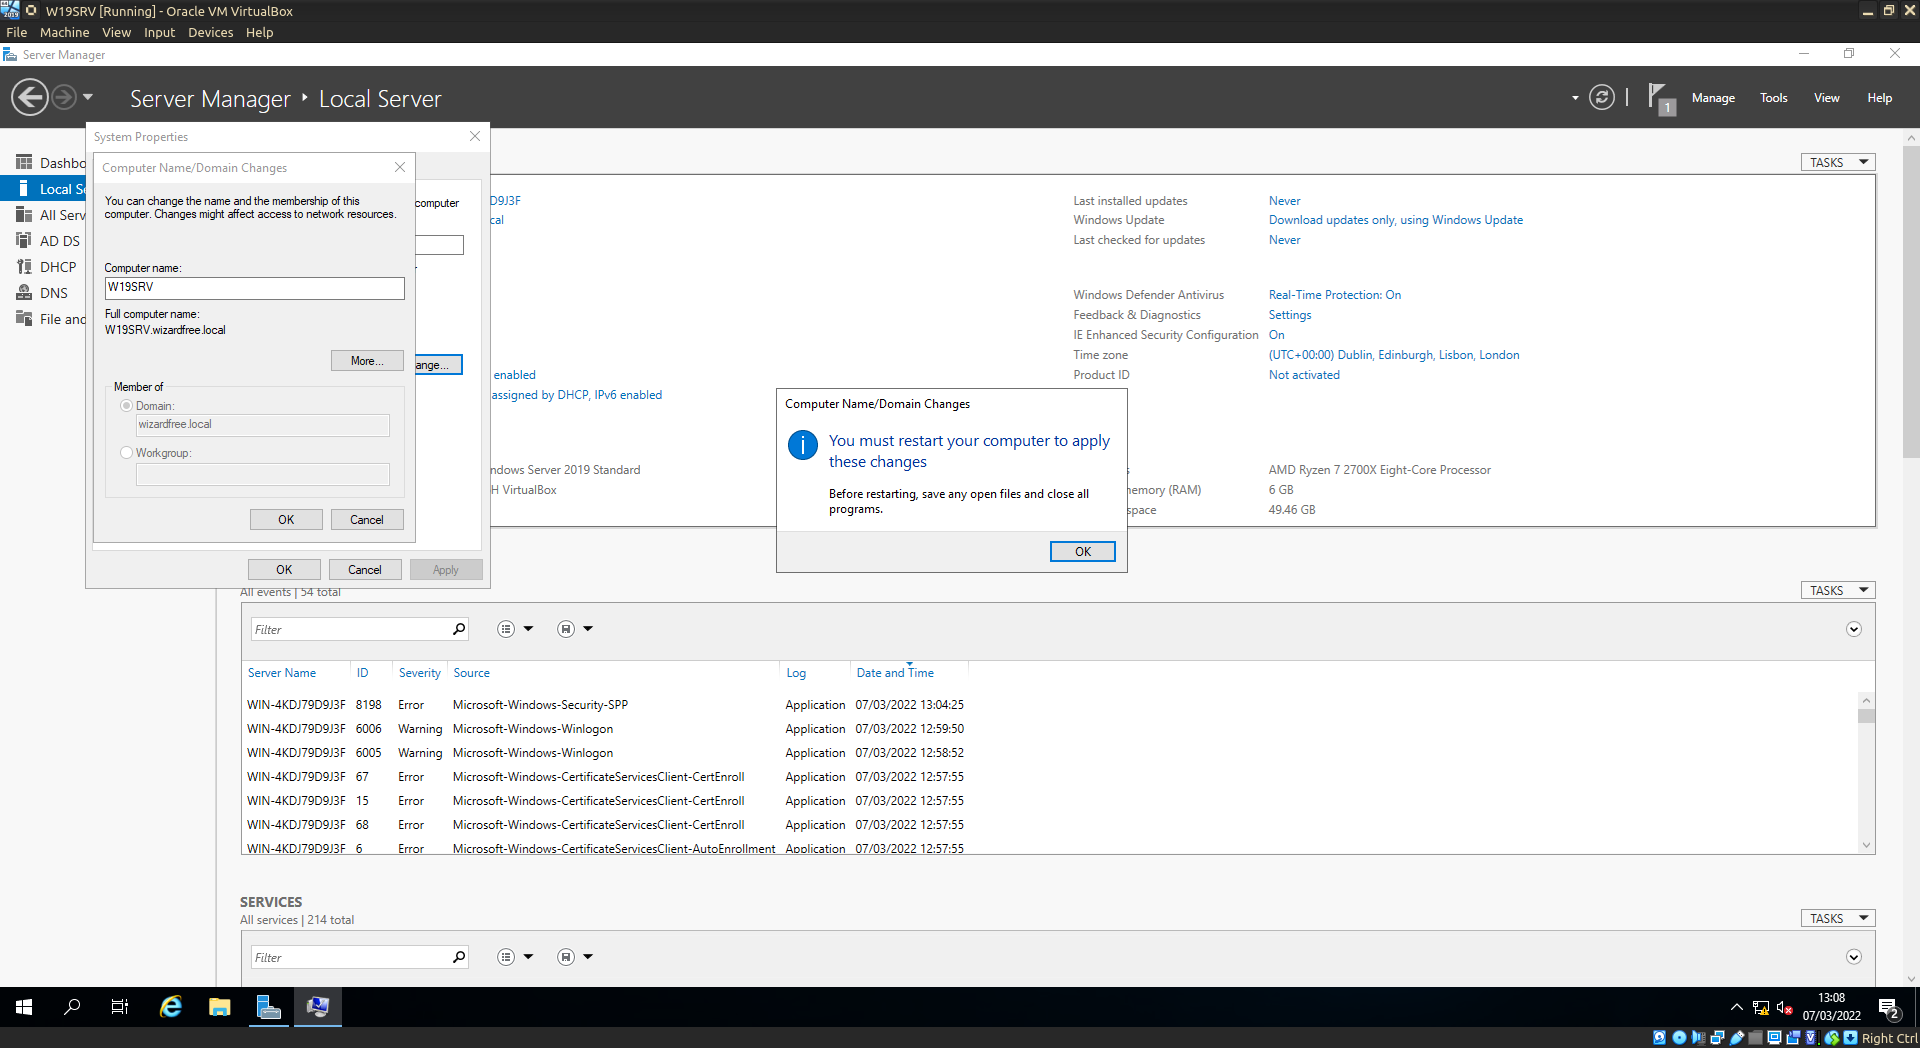 W19SRV [Running] - Oracle VM VirtualBox
File Machine View Input Devices Help
Server Manager
Server Manager ‣ Local Server
1
Manage Tools View Help
System Properties
Computer Name/Domain Changes
You can change the name and the membership of this
computer. Changes might affect access to network resources.
Computer name:
W19SRV
Full computer name:
W19SRV.wizardfree.local
More...
Member of
Domain:
wizardfree.local
Workgroup:
OK Cancel
computer
ange...
OK Cancel Apply
Dashbo
Local Se
All Serv
AD DS
DHCP
DNS
File and
TASKS
D9J3F
cal
enabled
assigned by DHCP, IPv6 enabled
ndows Server 2019 Standard
H VirtualBox
Last installed updates Never
Windows Update Download updates only, using Windows Update
Last checked for updates Never
Windows Defender Antivirus Real-Time Protection: On
Feedback & Diagnostics Settings
IE Enhanced Security Configuration On
Time zone (UTC+00:00) Dublin, Edinburgh, Lisbon, London
Product ID Not activated
AMD Ryzen 7 2700X Eight-Core Processor
emory (RAM) 6 GB
space 49.46 GB
Computer Name/Domain Changes
You must restart your computer to apply
these changes
Before restarting, save any open files and close all
programs.
OK
All events | 54 total
TASKS
Filter
Server Name ID Severity Source Log Date and Time
WIN-4KDJ79D9J3F 8198 Error Microsoft-Windows-Security-SPP Application 07/03/2022 13:04:25
WIN-4KDJ79D9J3F 6006 Warning Microsoft-Windows-Winlogon Application 07/03/2022 12:59:50
WIN-4KDJ79D9J3F 6005 Warning Microsoft-Windows-Winlogon Application 07/03/2022 12:58:52
WIN-4KDJ79D9J3F 67 Error Microsoft-Windows-CertificateServicesClient-CertEnroll Application 07/03/2022 12:57:55
WIN-4KDJ79D9J3F 15 Error Microsoft-Windows-CertificateServicesClient-CertEnroll Application 07/03/2022 12:57:55
WIN-4KDJ79D9J3F 68 Error Microsoft-Windows-CertificateServicesClient-CertEnroll Application 07/03/2022 12:57:55
WIN-4KDJ79D9J3F 6 Error Microsoft-Windows-CertificateServicesClient-AutoEnrollment Application 07/03/2022 12:57:55
SERVICES
All services | 214 total
TASKS
Filter
13:08
07/03/2022
2
Right Ctrl